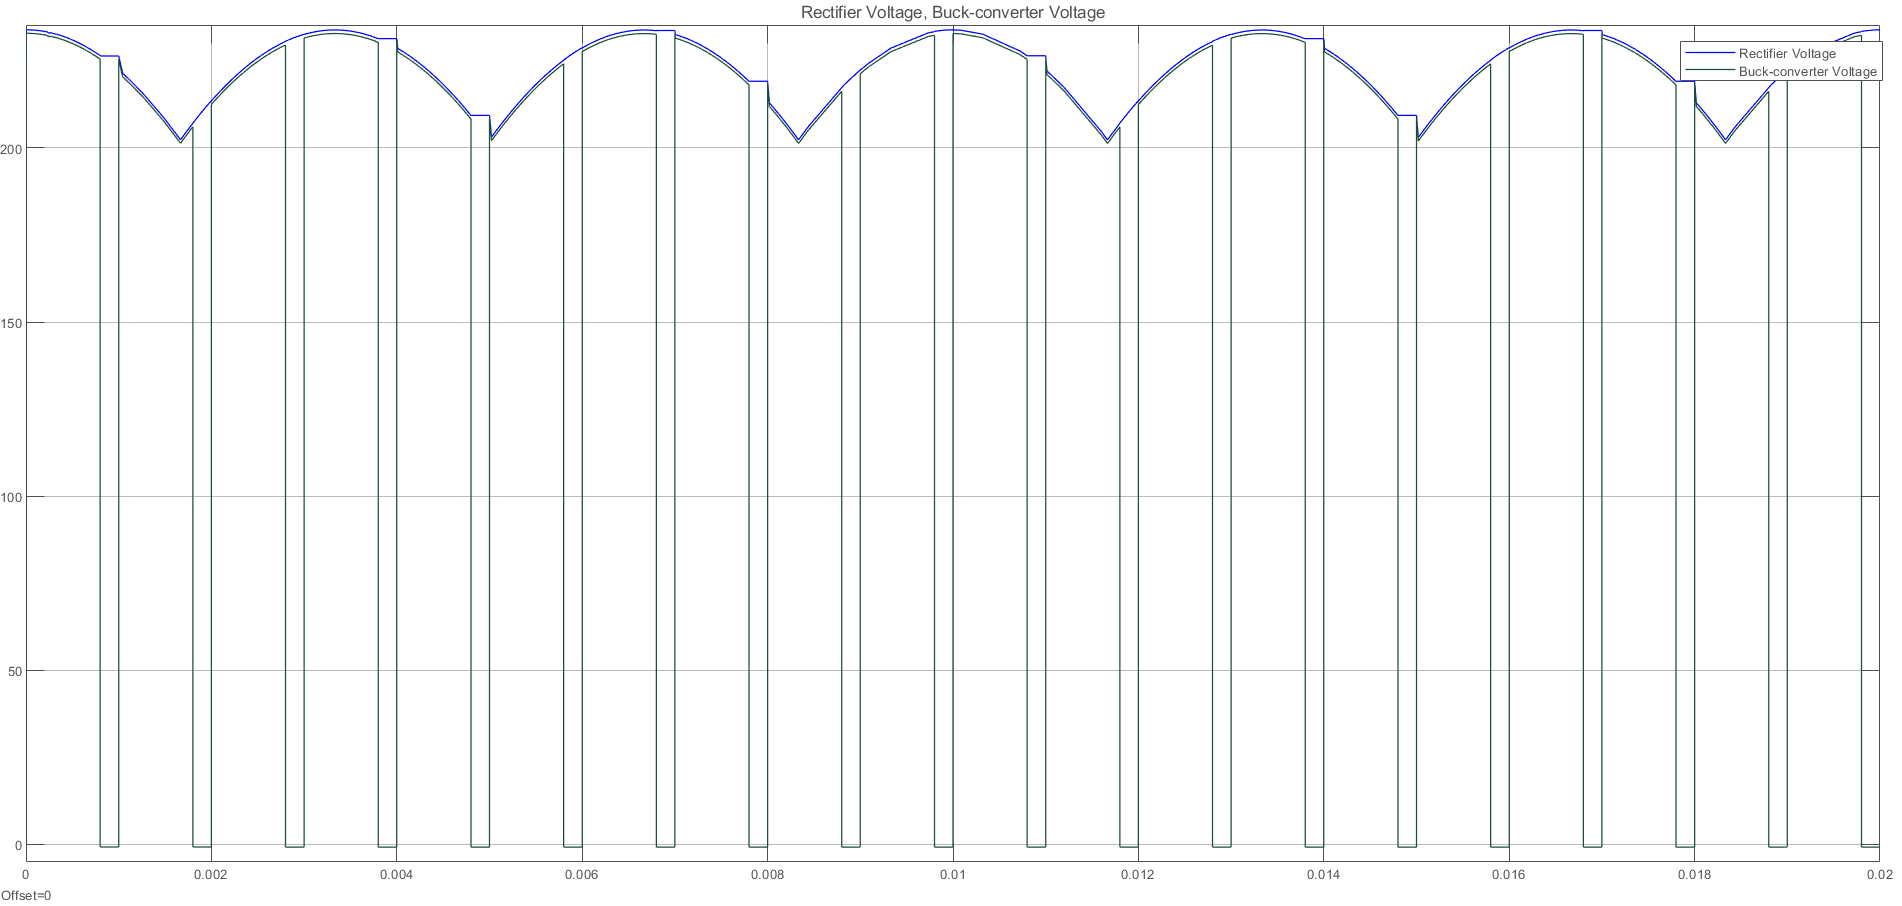 Rectifier Voltage, Buck-converter Voltage
Rectifier Voltage
Buck-converter Voltage
200
150
100
50
0
0 0.002 0.004 0.006 0.008 0.01 0.012 0.014 0.016 0.018 0.02
Offset=0